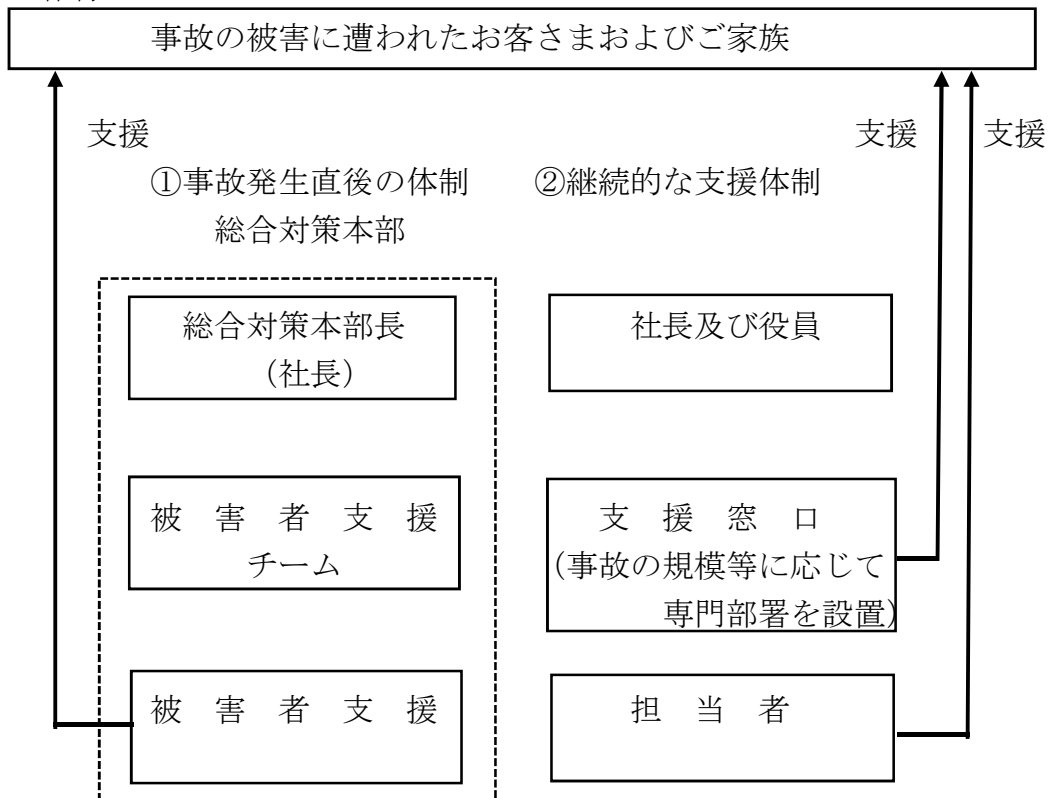 事故の被害に遭われたお客さまおよびご家族
支援
支援
支援
①事故発生直後の体制
総合対策本部
②継続的な支援体制
総合対策本部長
(社長)
社長及び役員
被害者支援
チーム
支援窓口
(事故の規模等に応じて
専門部署を設置)
被害者支援
担当者